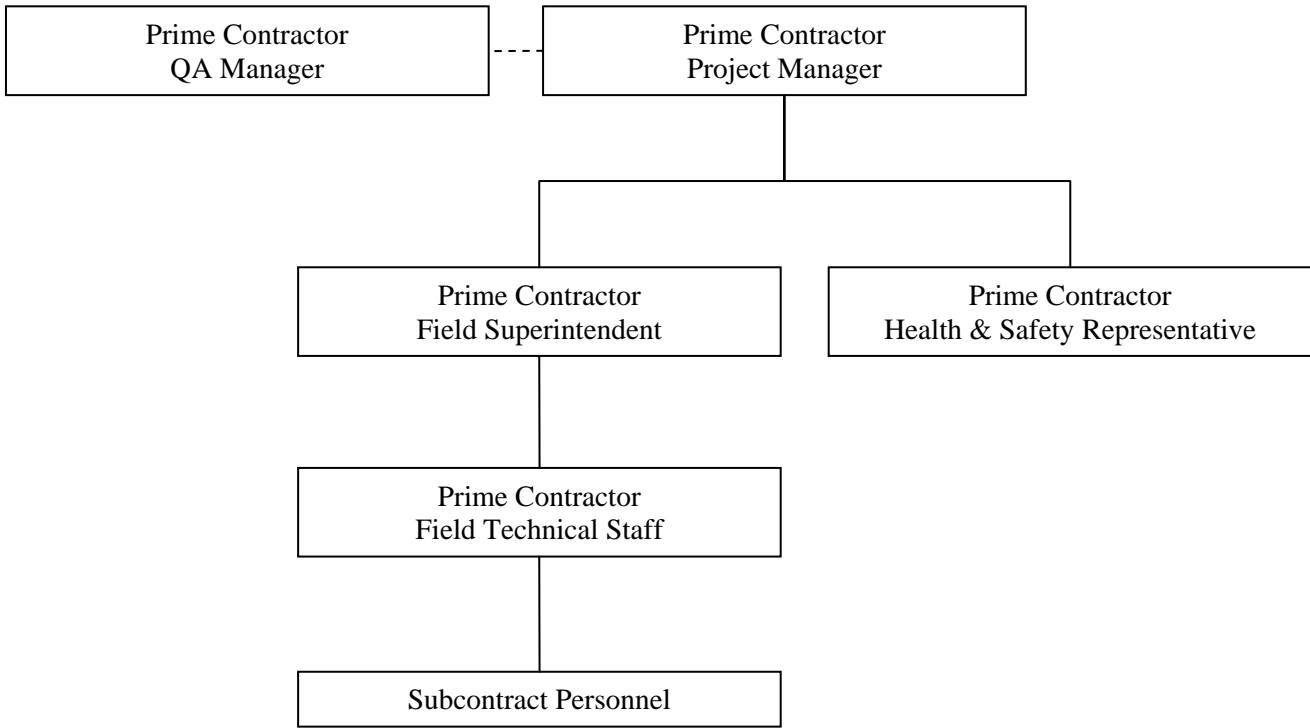 Prime Contractor
QA Manager
Prime Contractor
Project Manager
Prime Contractor
Field Superintendent
Prime Contractor
Health & Safety Representative
Prime Contractor
Field Technical Staff
Subcontract Personnel